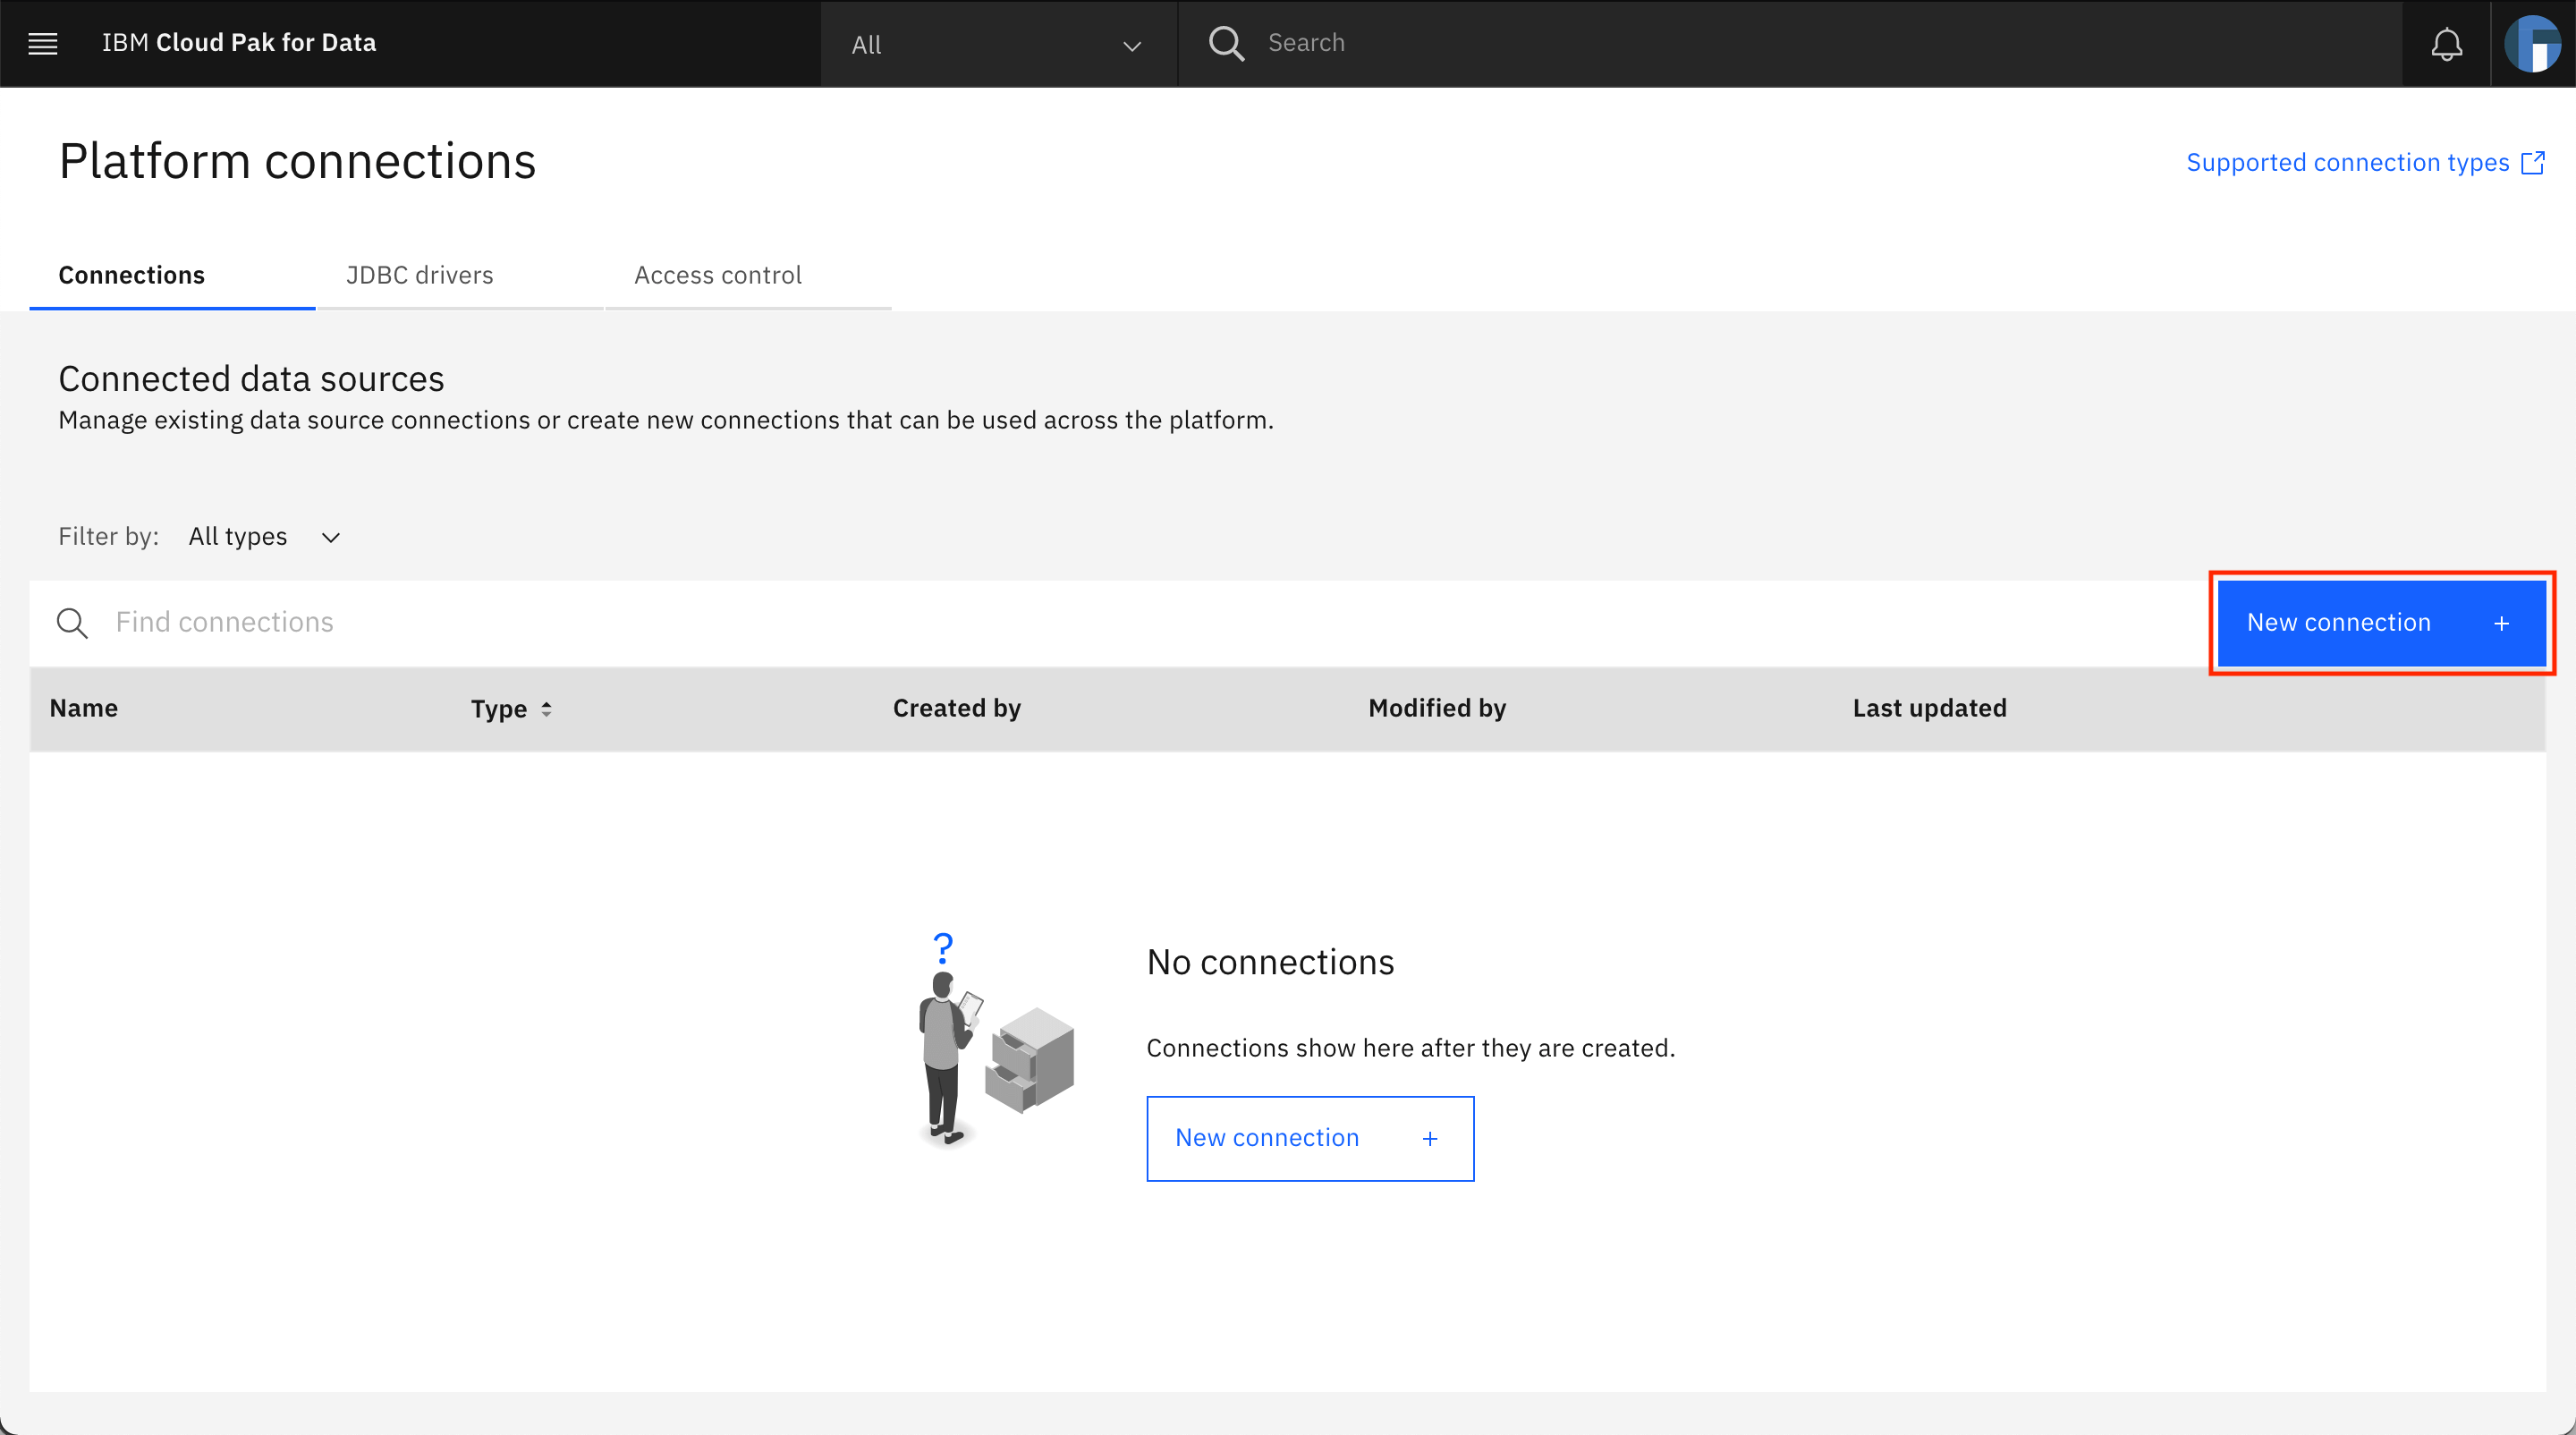 IBM Cloud Pak for Data
All
Search
Platform connections
Supported connection types
Connections
JDBC drivers
Access control
Connected data sources
Manage existing data source connections or create new connections that can be used across the platform.
Filter by: All types
Find connections
New connection +
Name
Type
Created by
Modified by
Last updated
?
No connections
Connections show here after they are created.
New connection +